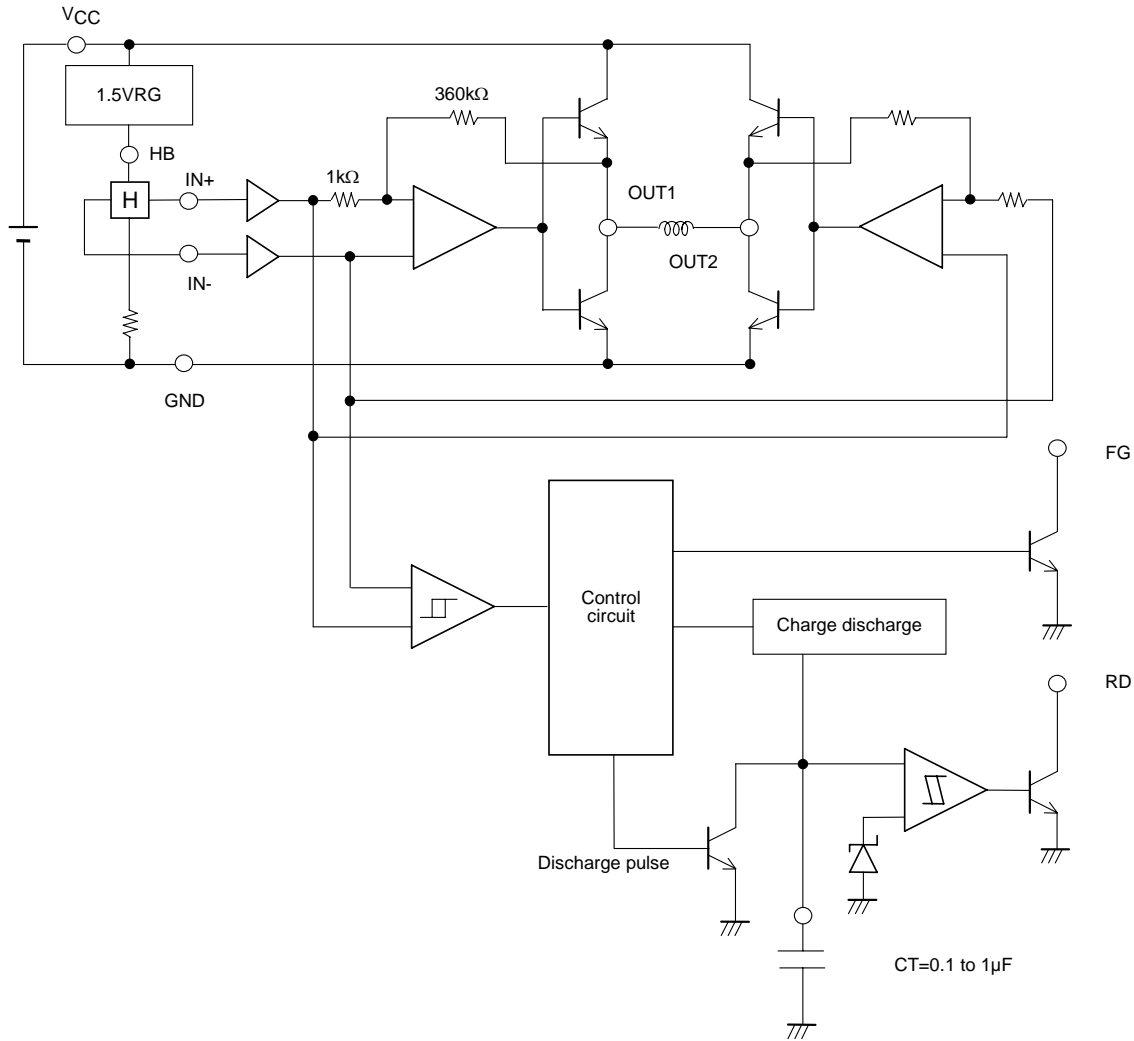 VCC
1.5VRG
360kΩ
HB
IN+
1kΩ
H
OUT1
OUT2
IN-
GND
FG
Control
circuit
Charge discharge
RD
Discharge pulse
CT=0.1 to 1µF